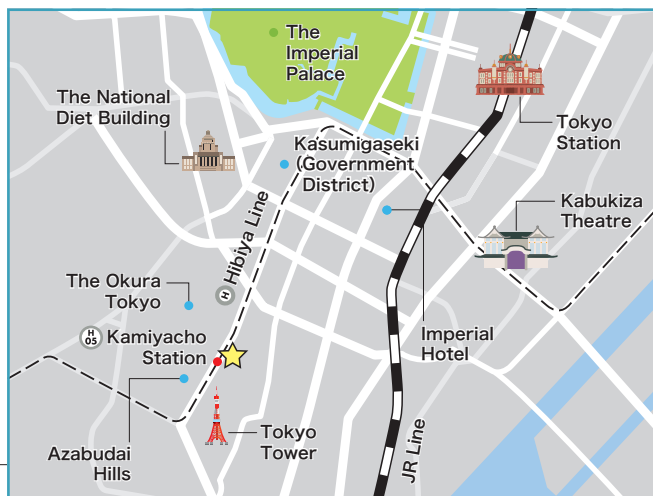 The
Imperial
Palace
The National
Diet Building
Tokyo
Station
Kasumigaseki
(Government
District)
Kabukiza
Theatre
Hibiya Line
H
The Okura
Tokyo
H
05
Kamiyacho
Station
Imperial
Hotel
Azabudai
Hills
Tokyo
Tower
JR Line